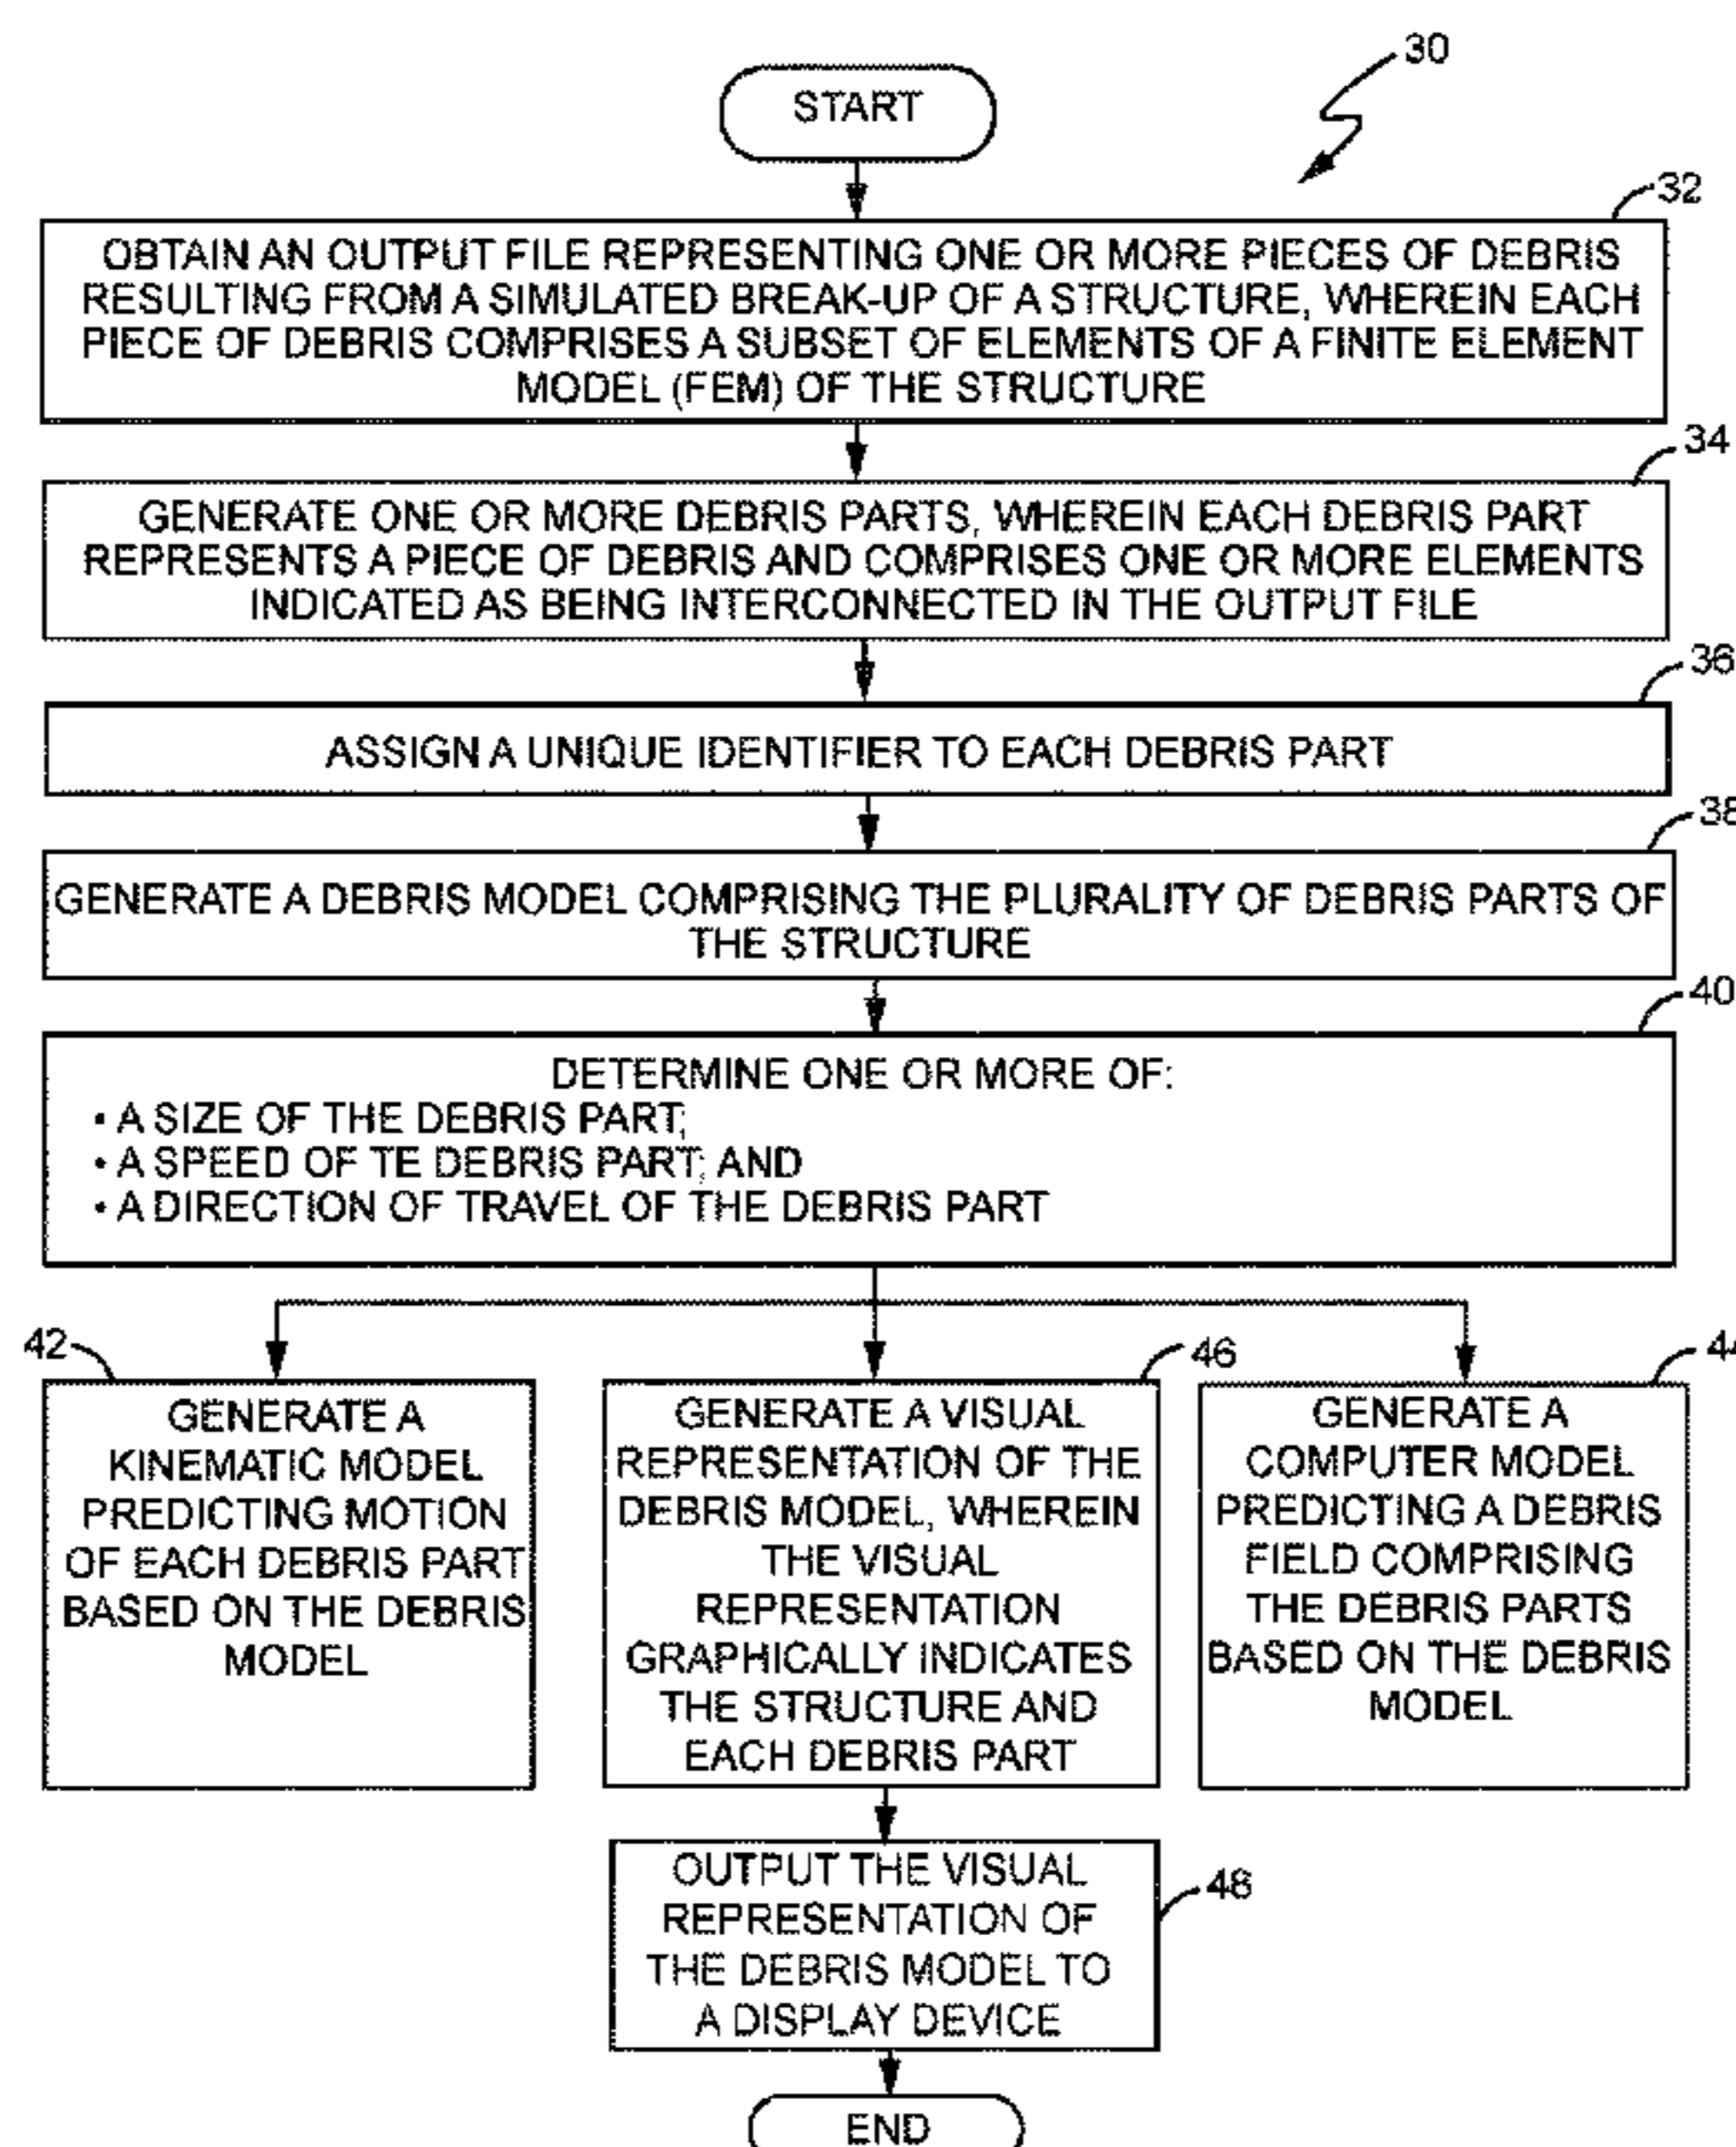 30
START
32
OBTAIN AN OUTPUT FILE REPRESENTING ONE OR MORE PIECES OF DEBRIS
RESULTING FROM A SIMULATED BREAK-UP OF A STRUCTURE, WHEREIN EACH
PIECE OF DEBRIS COMPRISES A SUBSET OF ELEMENTS OF A FINITE ELEMENT
MODEL (FEM) OF THE STRUCTURE
34
GENERATE ONE OR MORE DEBRIS PARTS, WHEREIN EACH DEBRIS PART
REPRESENTS A PIECE OF DEBRIS AND COMPRISES ONE OR MORE ELEMENTS
INDICATED AS BEING INTERCONNECTED IN THE OUTPUT FILE
36
ASSIGN A UNIQUE IDENTIFIER TO EACH DEBRIS PART
38
GENERATE A DEBRIS MODEL COMPRISING THE PLURALITY OF DEBRIS PARTS OF
THE STRUCTURE
40
DETERMINE ONE OR MORE OF:
• A SIZE OF THE DEBRIS PART;
• A SPEED OF TE DEBRIS PART; AND
• A DIRECTION OF TRAVEL OF THE DEBRIS PART
42
GENERATE A
KINEMATIC MODEL
PREDICTING MOTION
OF EACH DEBRIS PART
BASED ON THE DEBRIS
MODEL
46
GENERATE A VISUAL
REPRESENTATION OF THE
DEBRIS MODEL, WHEREIN
THE VISUAL
REPRESENTATION
GRAPHICALLY INDICATES
THE STRUCTURE AND
EACH DEBRIS PART
44
GENERATE A
COMPUTER MODEL
PREDICTING A DEBRIS
FIELD COMPRISING
THE DEBRIS PARTS
BASED ON THE DEBRIS
MODEL
48
OUTPUT THE VISUAL
REPRESENTATION OF
THE DEBRIS MODEL TO
A DISPLAY DEVICE
END